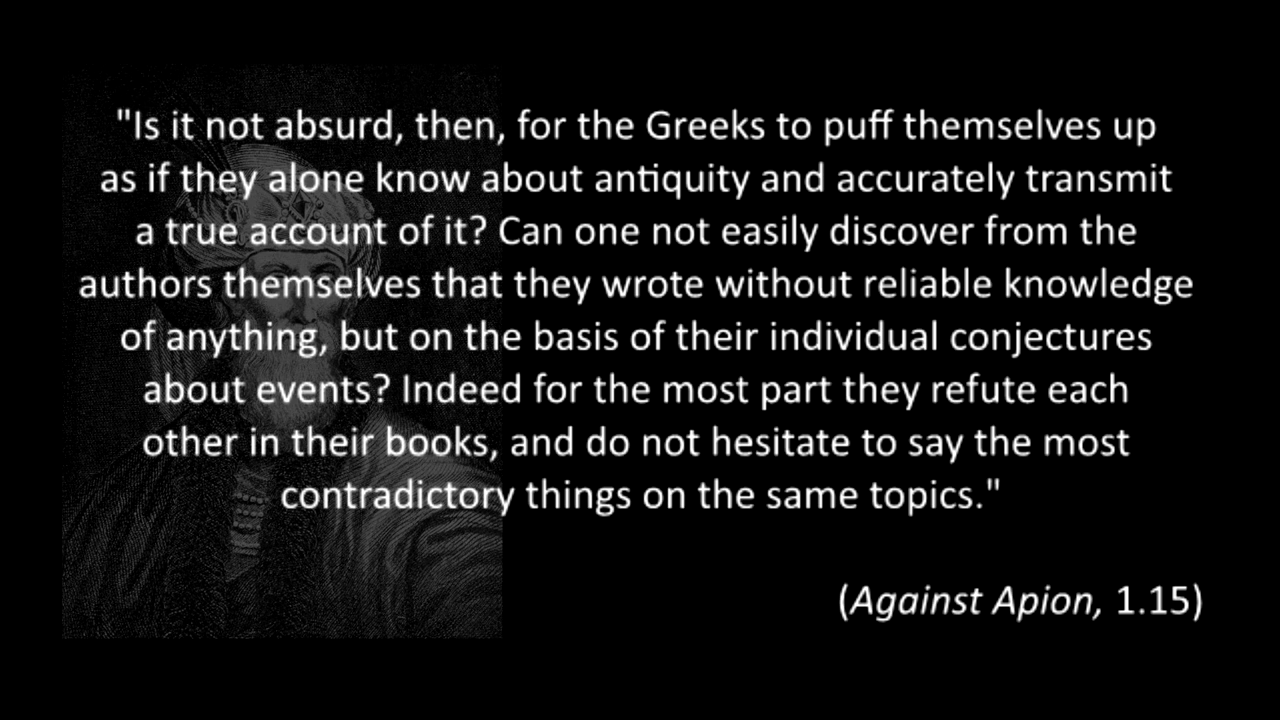 "Is it not absurd, then, for the Greeks to puff themselves up
as if they alone know about antiquity and accurately transmit
a true account of it? Can one not easily discover from the
authors themselves that they wrote without reliable knowledge
of anything, but on the basis of their individual conjectures
about events? Indeed for the most part they refute each
other in their books, and do not hesitate to say the most
contradictory things on the same topics."
(Against Apion, 1.15)